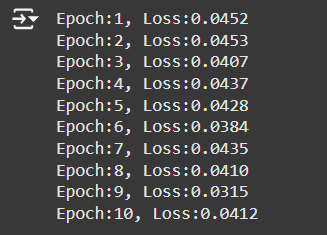 Epoch:1, Loss:0.0452
Epoch:2, Loss:0.0453
Epoch:3, Loss:0.0407
Epoch:4, Loss:0.0437
Epoch:5, Loss:0.0428
Epoch:6, Loss:0.0384
Epoch:7, Loss:0.0435
Epoch:8, Loss:0.0410
Epoch:9, Loss:0.0315
Epoch:10, Loss:0.0412